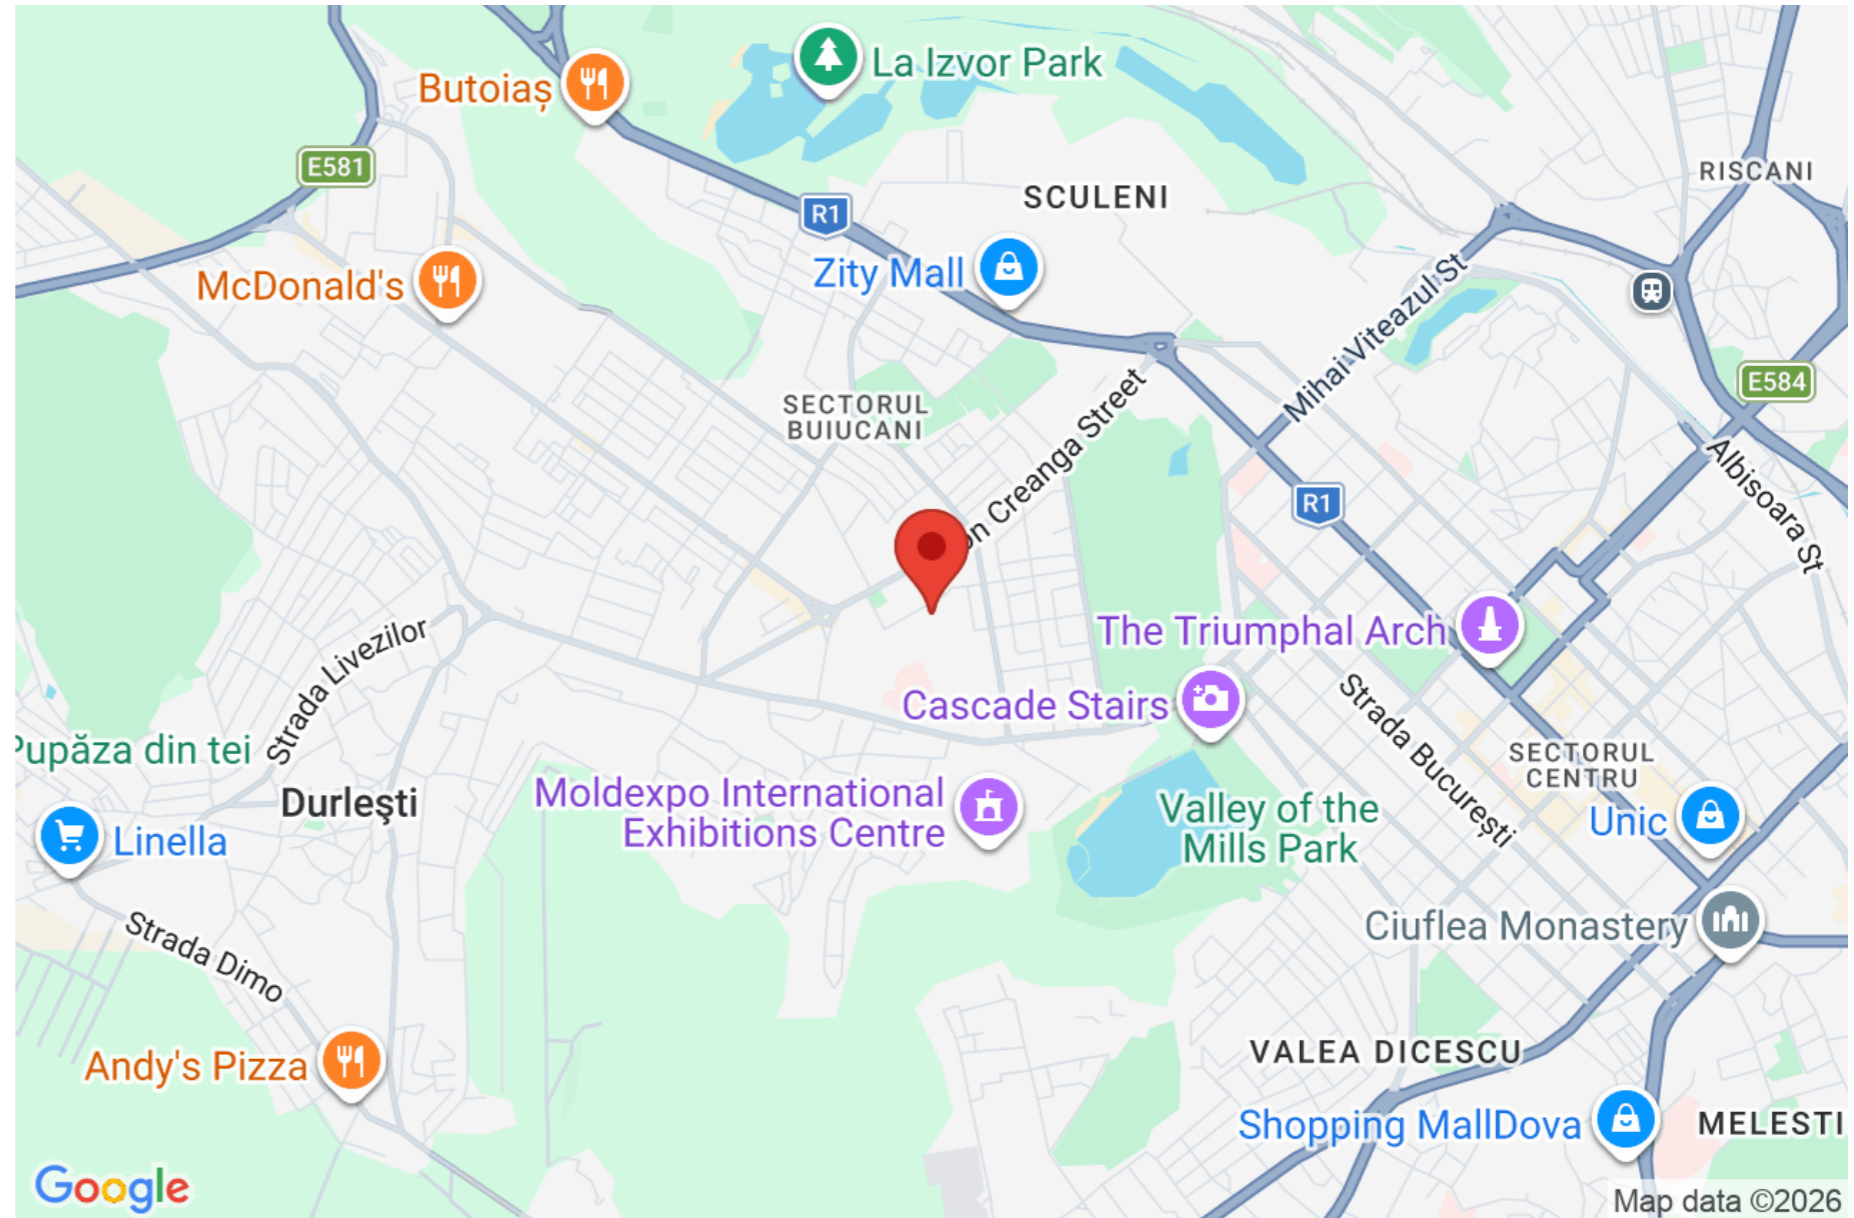 La Izvor Park
Butoiaș
E581
RISCANI
SCULENI
R1
Zity Mall
McDonald's
Mihai Viteazul St
E584
SECTORUL
BUIUCANI
Ion Creanga Street
Albisoara St
R1
The Triumphal Arch
Strada Livezilor
Cascade Stairs
Strada București
Pupăza din tei
SECTORUL
CENTRU
Durleşti
Moldexpo International
Exhibitions Centre
Valley of the
Mills Park
Unic
Linella
Ciuflea Monastery
Strada Dimo
VALEA DICESCU
Andy's Pizza
Shopping MallDova
MELESTI
Google
Map data ©2026